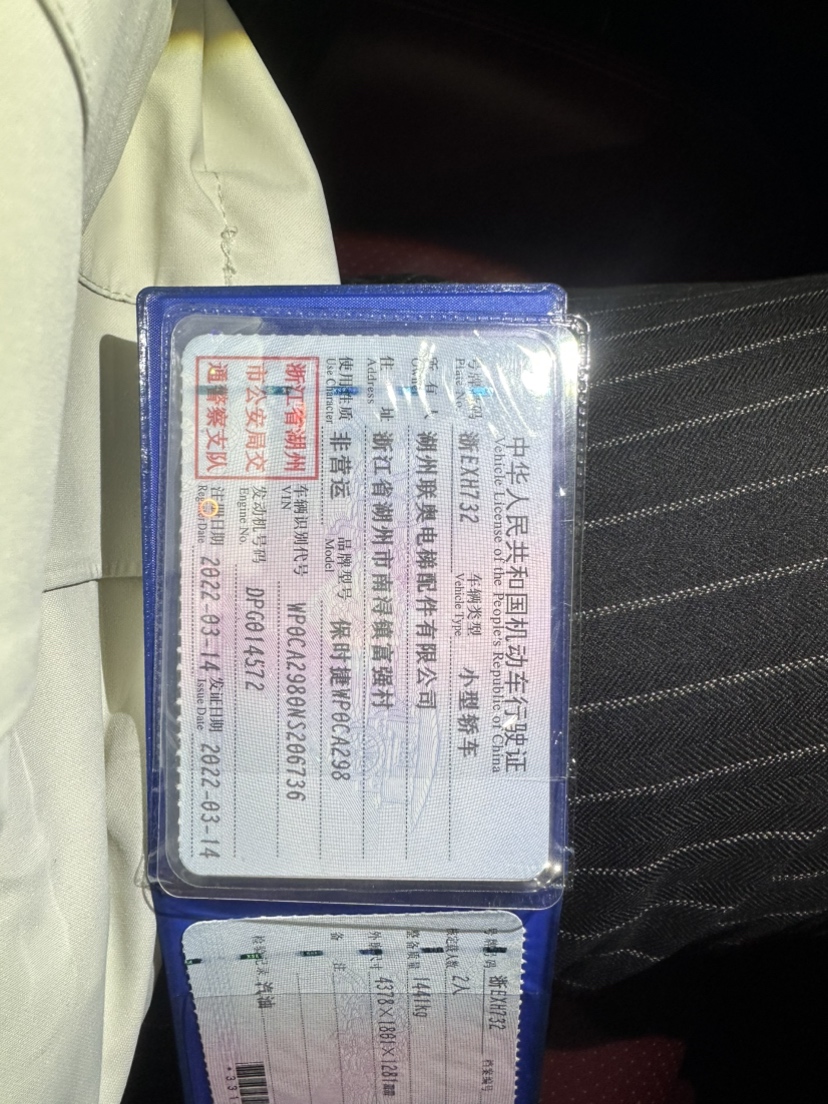 中华人民共和国机动车行驶证
Vehicle License of the People's Republic of China
号牌号码 浙EXH732 车辆类型 小型轿车
Plate No. Vehicle Type
所有人 湖州联奥电梯配件有限公司
Owner
住址 浙江省湖州市南浔镇富强村
Address
使用性质 非营运 品牌型号 保时捷WP0CA298
Use Character Model
浙江省湖州
市公安局交
通警察支队
车辆识别代号 WP0CA2980NS206736
VIN
发动机号码 DPG014572
Engine No.
注册日期 2022-03-14 发证日期 2022-03-14
Register Date Issue Date
号牌号码 浙EXH732 档案编号
核定载人数 2人
整备质量 1441kg
外廓尺寸 4378×1861×1281mm
备注
检验记录 汽油